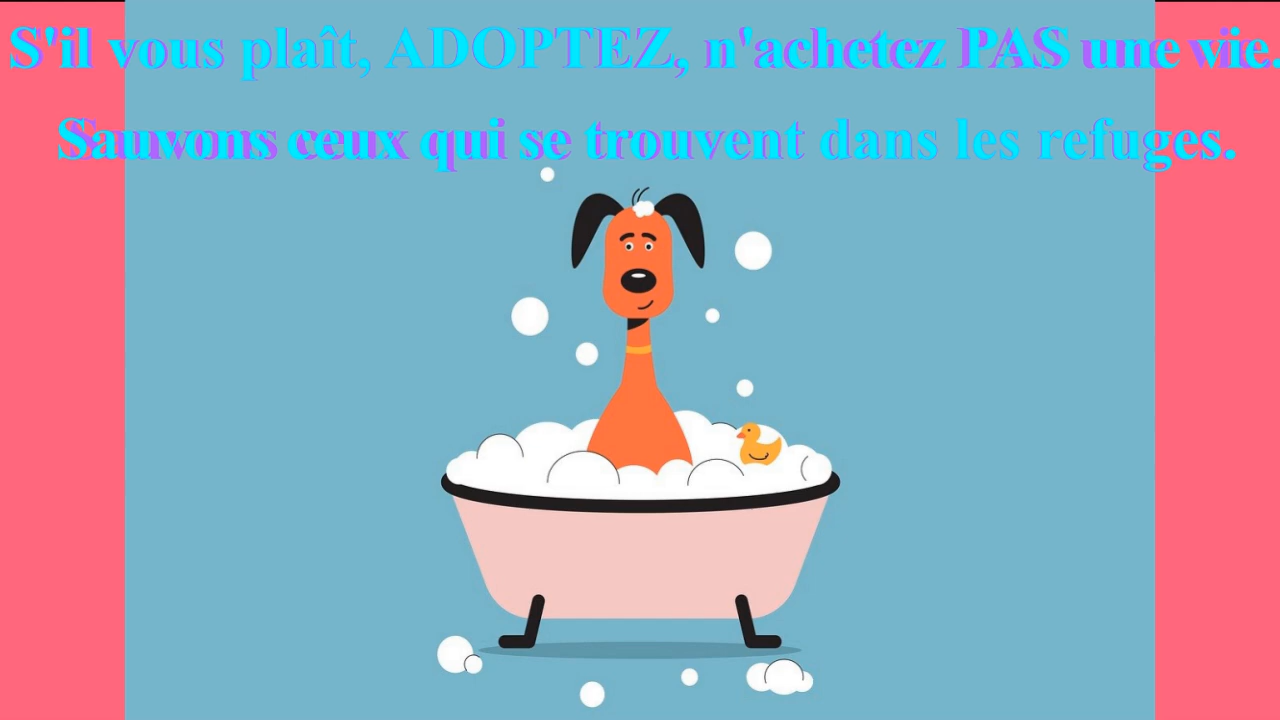 S'il vous plaît, ADOPTEZ, n'achetez PAS une vie.
Sauvons ceux qui se trouvent dans les refuges.